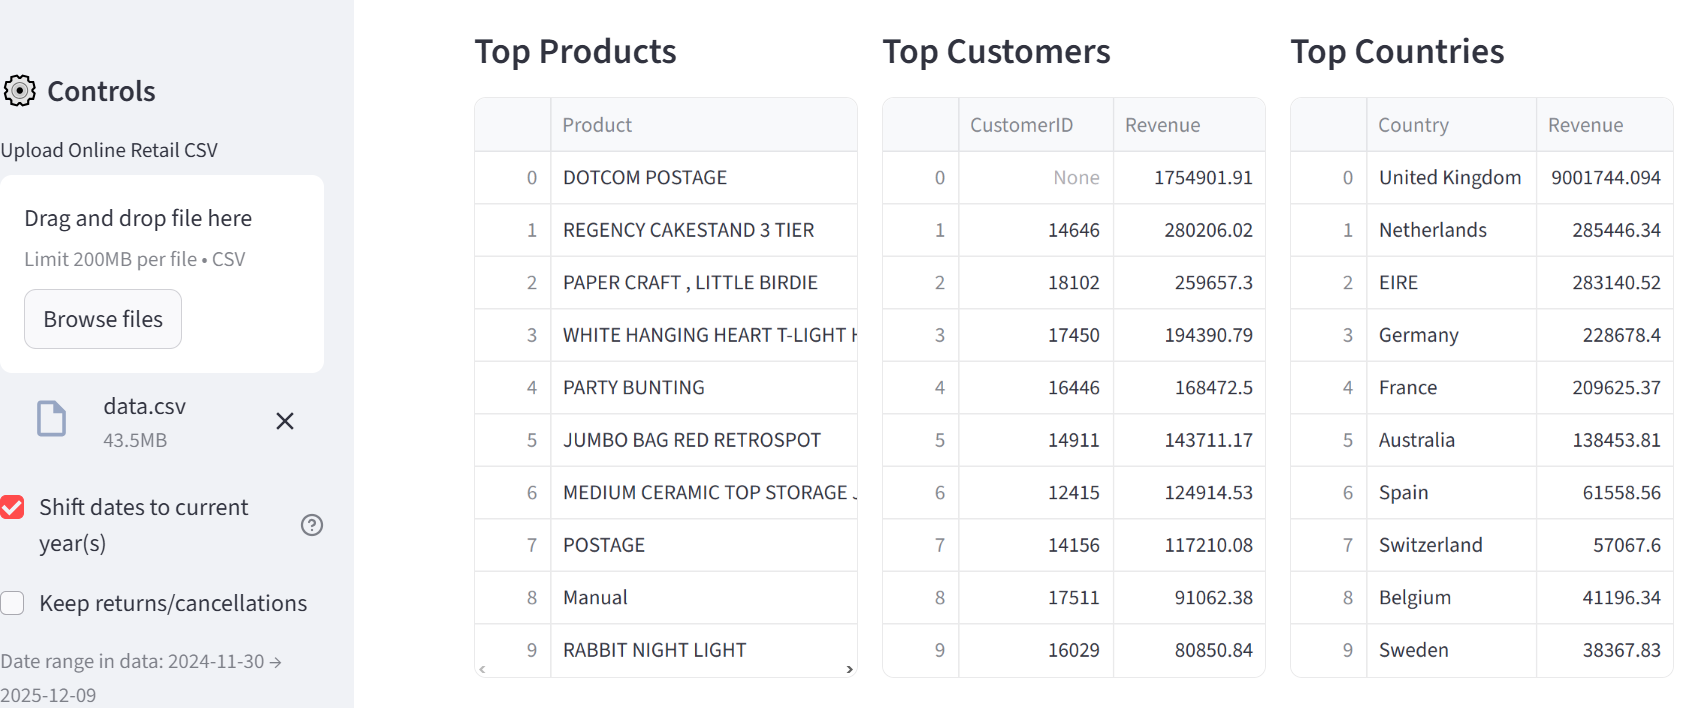 Controls
Upload Online Retail CSV
Drag and drop file here
Limit 200MB per file • CSV
Browse files
data.csv
43.5MB
Shift dates to current
year(s)
Keep returns/cancellations
Date range in data: 2024-11-30 →
2025-12-09
Top Products
Product
0 DOTCOM POSTAGE
1 REGENCY CAKESTAND 3 TIER
2 PAPER CRAFT , LITTLE BIRDIE
3 WHITE HANGING HEART T-LIGHT
4 PARTY BUNTING
5 JUMBO BAG RED RETROSPOT
6 MEDIUM CERAMIC TOP STORAGE
7 POSTAGE
8 Manual
9 RABBIT NIGHT LIGHT
Top Customers
CustomerID Revenue
0 None 1754901.91
1 14646 280206.02
2 18102 259657.3
3 17450 194390.79
4 16446 168472.5
5 14911 143711.17
6 12415 124914.53
7 14156 117210.08
8 17511 91062.38
9 16029 80850.84
Top Countries
Country Revenue
0 United Kingdom 9001744.094
1 Netherlands 285446.34
2 EIRE 283140.52
3 Germany 228678.4
4 France 209625.37
5 Australia 138453.81
6 Spain 61558.56
7 Switzerland 57067.6
8 Belgium 41196.34
9 Sweden 38367.83